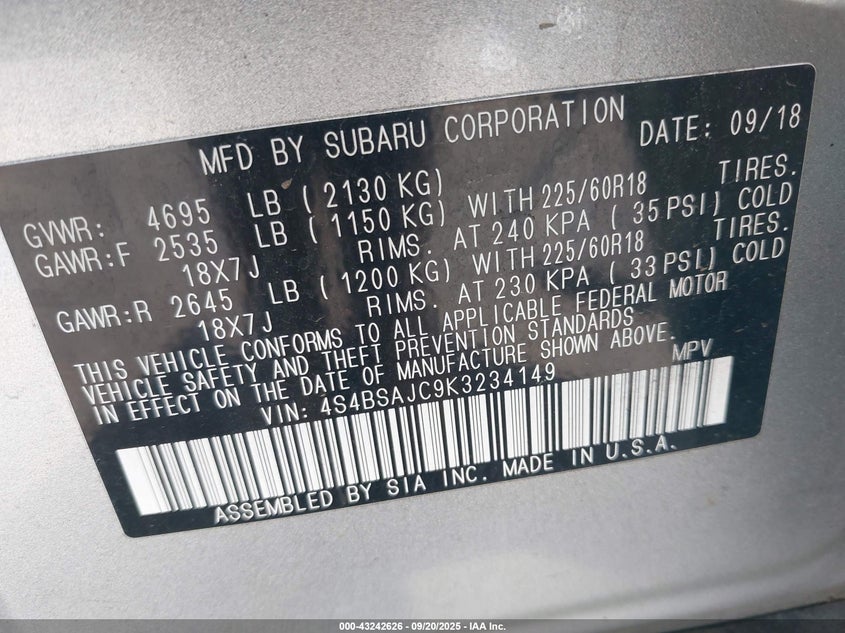 MFD BY SUBARU CORPORATION DATE: 09/18
GVWR: 4695 LB ( 2130 KG)
GAWR:F 2535 LB ( 1150 KG) WITH 225/60R18 TIRES.
18X7J RIMS. AT 240 KPA ( 35 PSI) COLD
GAWR:R 2645 LB ( 1200 KG) WITH 225/60R18 TIRES.
18X7J RIMS. AT 230 KPA ( 33 PSI) COLD
THIS VEHICLE CONFORMS TO ALL APPLICABLE FEDERAL MOTOR
VEHICLE SAFETY AND THEFT PREVENTION STANDARDS
IN EFFECT ON THE DATE OF MANUFACTURE SHOWN ABOVE.
VIN: 4S4BSAJC9K3234149 MPV
ASSEMBLED BY SIA INC. MADE IN U.S.A.
000-43242626 - 09/20/2025 - IAA Inc.